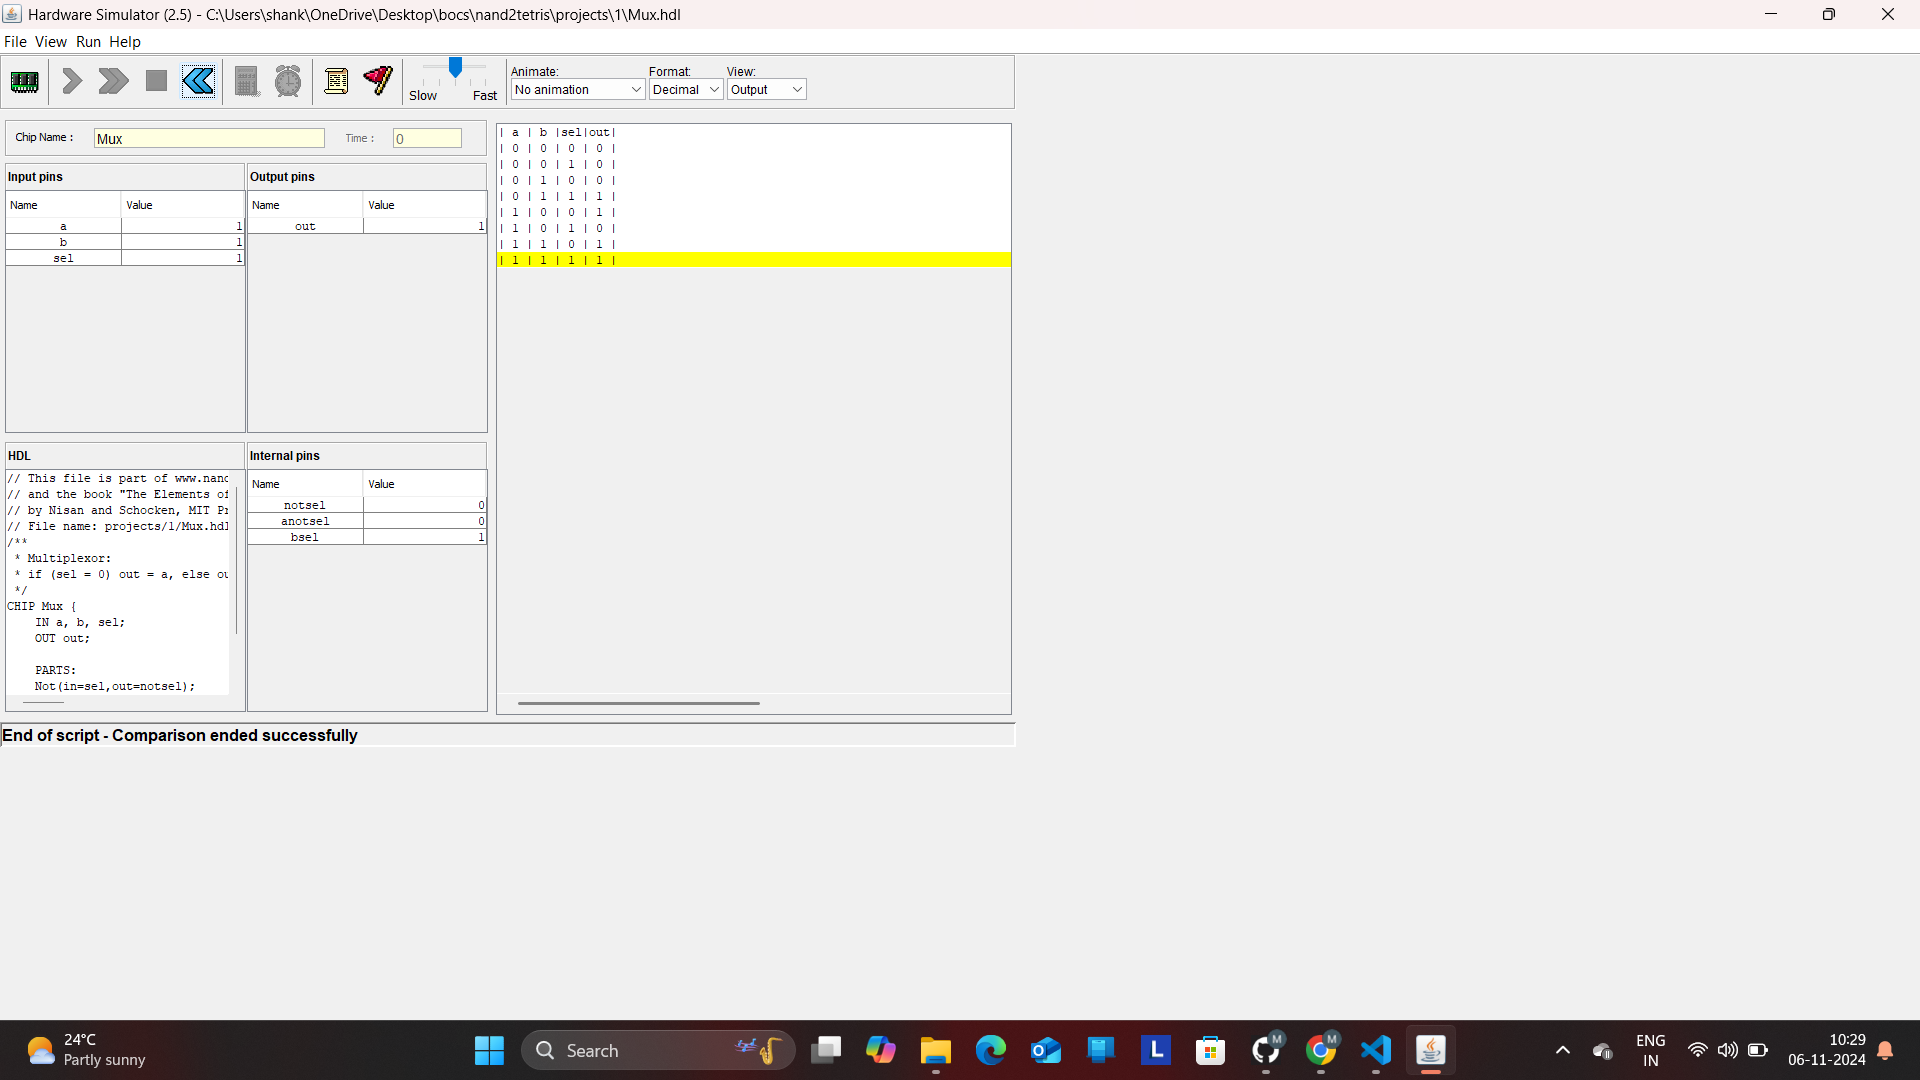 Hardware Simulator (2.5) - C:\Users\shank\OneDrive\Desktop\bocs\nand2tetris\projects\1\Mux.hdl
File View Run Help
Slow Fast
Animate: Format: View:
No animation Decimal Output
Chip Name : Mux Time : 0
Input pins
Name Value
a 1
b 1
sel 1
Output pins
Name Value
out 1
| a | b |sel|out|
| 0 | 0 | 0 | 0 |
| 0 | 0 | 1 | 0 |
| 0 | 1 | 0 | 0 |
| 0 | 1 | 1 | 1 |
| 1 | 0 | 0 | 1 |
| 1 | 0 | 1 | 0 |
| 1 | 1 | 0 | 1 |
| 1 | 1 | 1 | 1 |
HDL
// This file is part of www.nand
// and the book "The Elements of
// by Nisan and Schocken, MIT Pr
// File name: projects/1/Mux.hdl
/**
* Multiplexor:
* if (sel = 0) out = a, else ou
*/
CHIP Mux {
IN a, b, sel;
OUT out;
PARTS:
Not(in=sel,out=notsel);
Internal pins
Name Value
notsel 0
anotsel 0
bsel 1
End of script - Comparison ended successfully
24°C
Partly sunny
Search
L
M
M
ENG
IN
10:29
06-11-2024